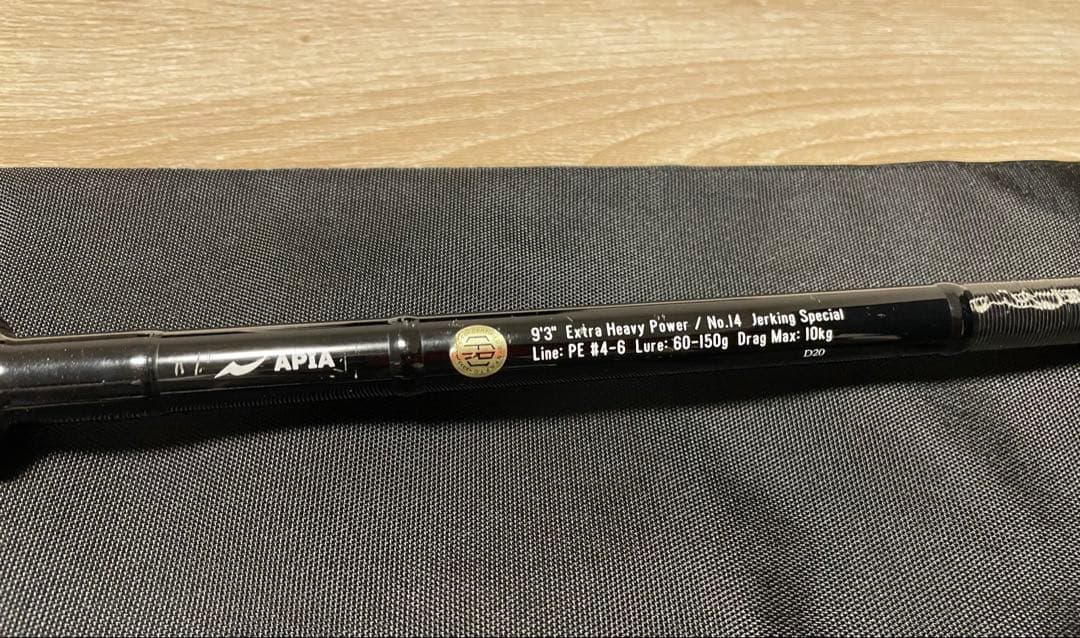 APIA
9'3" Extra Heavy Power / No.14 Jerking Special
Line: PE #4-6 Lure: 60-150g Drag Max: 10kg
D20